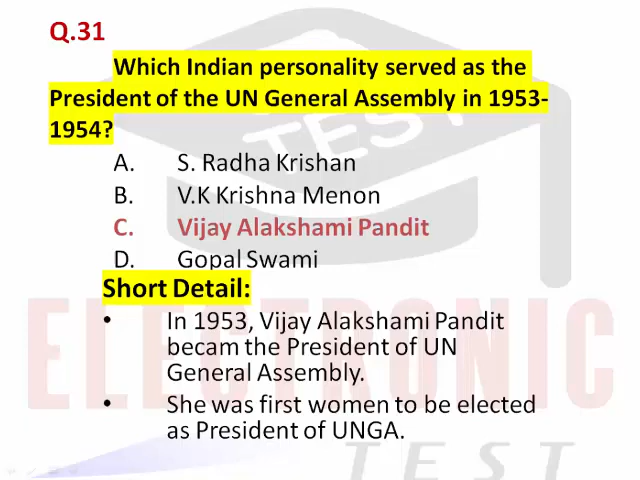 Q.31
Which Indian personality served as the
President of the UN General Assembly in 1953-
1954?
A. S. Radha Krishan
B. V.K Krishna Menon
C. Vijay Alakshami Pandit
D. Gopal Swami
Short Detail:
• In 1953, Vijay Alakshami Pandit
becam the President of UN
General Assembly.
• She was first women to be elected
as President of UNGA.
TEST
ELECTRONIC
TEST